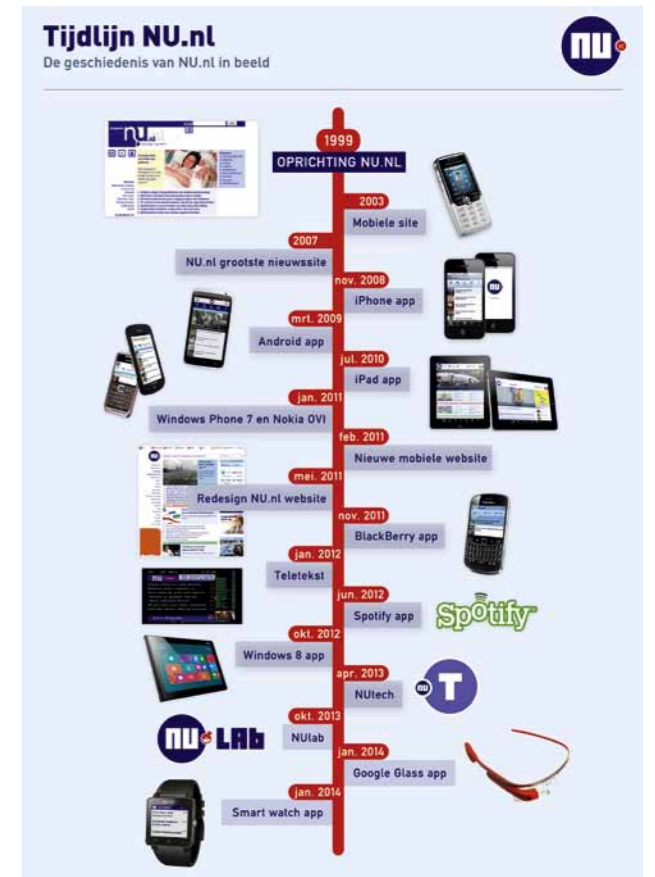 Tijdlijn NU.nl
De geschiedenis van NU.nl in beeld
nu
nu.nl
1999
OPRICHTING NU.NL
2003
Mobiele site
2007
NU.nl grootste nieuwssite
nov. 2008
iPhone app
mrt. 2009
Android app
jul. 2010
iPad app
jan. 2011
Windows Phone 7 en Nokia OVI
feb. 2011
Nieuwe mobiele website
mei. 2011
Redesign NU.nl website
nov. 2011
BlackBerry app
jan. 2012
Teletekst
jun. 2012
Spotify app
Spotify
okt. 2012
Windows 8 app
apr. 2013
NUtech
nu T
okt. 2013
NUlab
nu LAb
jan. 2014
Google Glass app
jan. 2014
Smart watch app